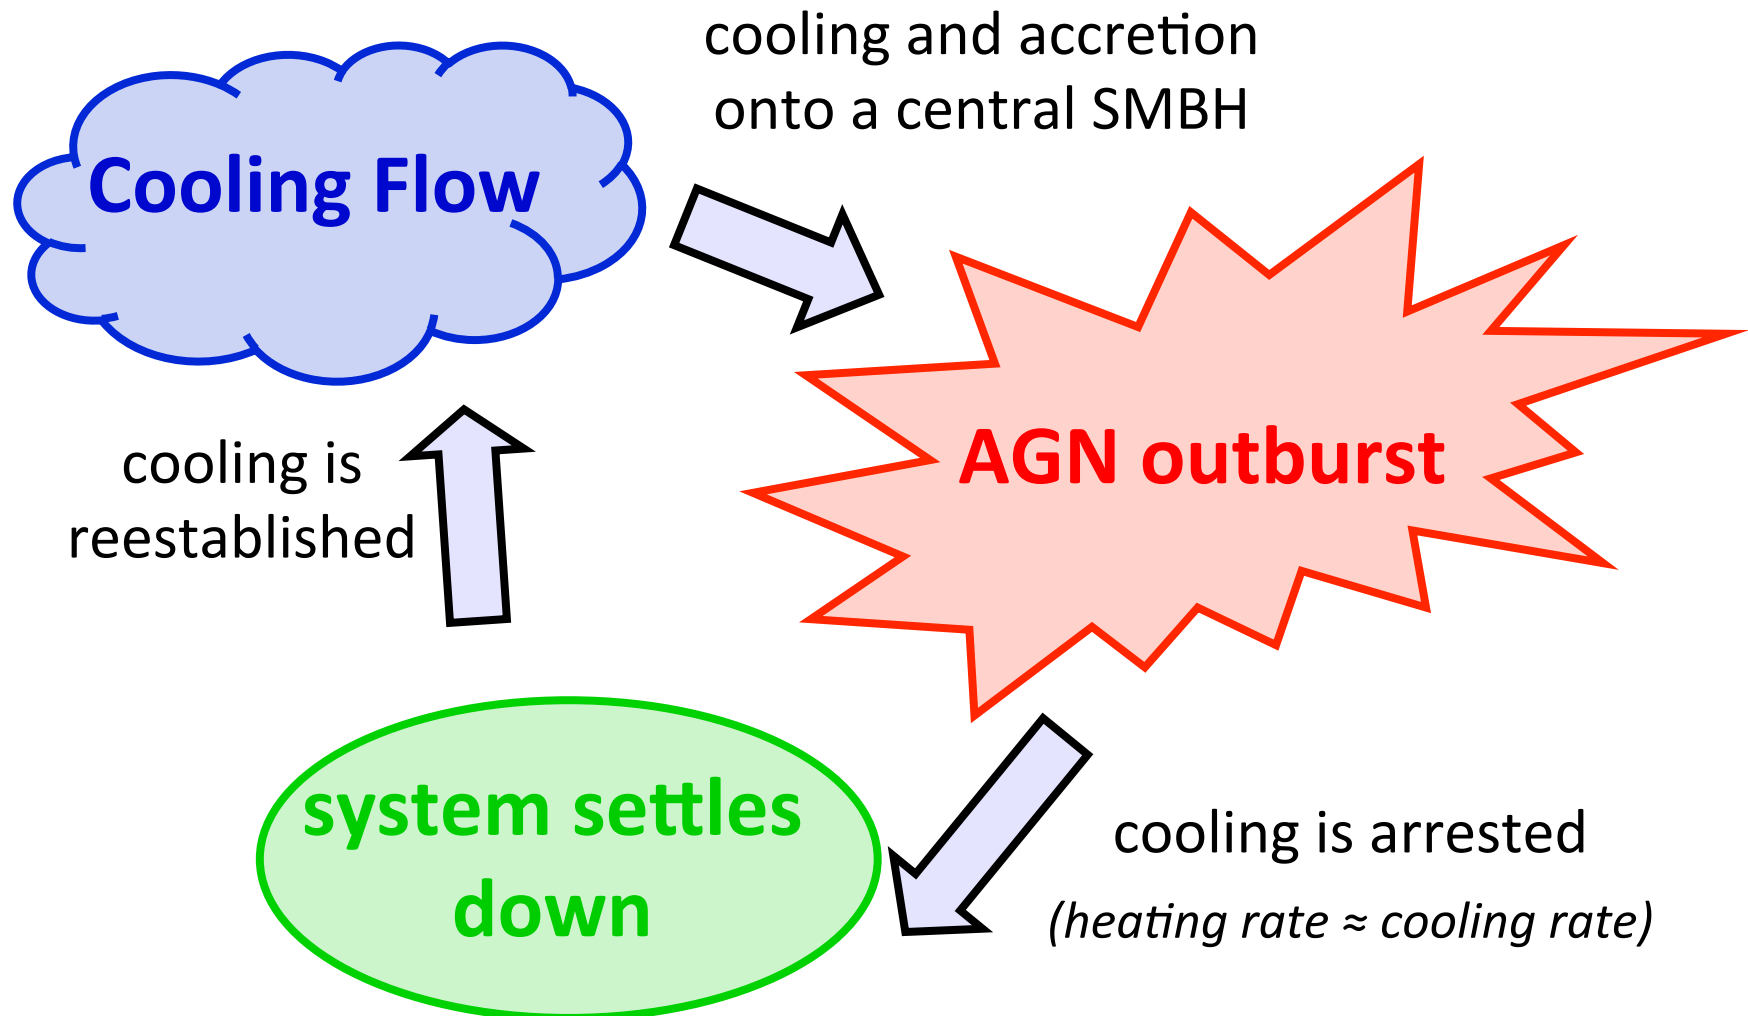 cooling and accretion
onto a central SMBH
Cooling Flow
AGN outburst
cooling is
reestablished
system settles
down
cooling is arrested
(heating rate ≈ cooling rate)